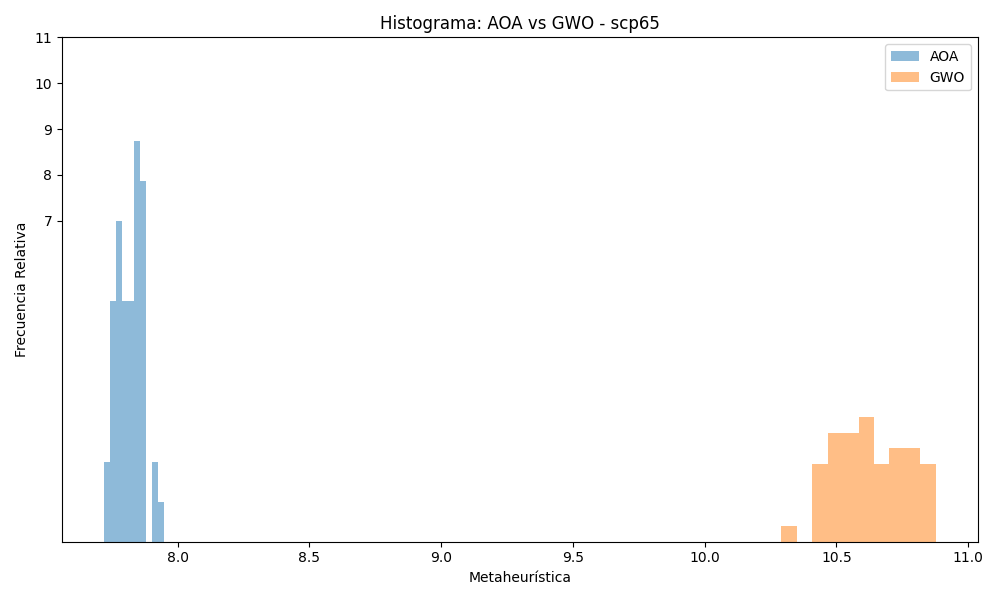 Histograma: AOA vs GWO - scp65
AOA
GWO
Frecuencia Relativa
11
10
9
8
7
8.0 8.5 9.0 9.5 10.0 10.5 11.0
Metaheurística